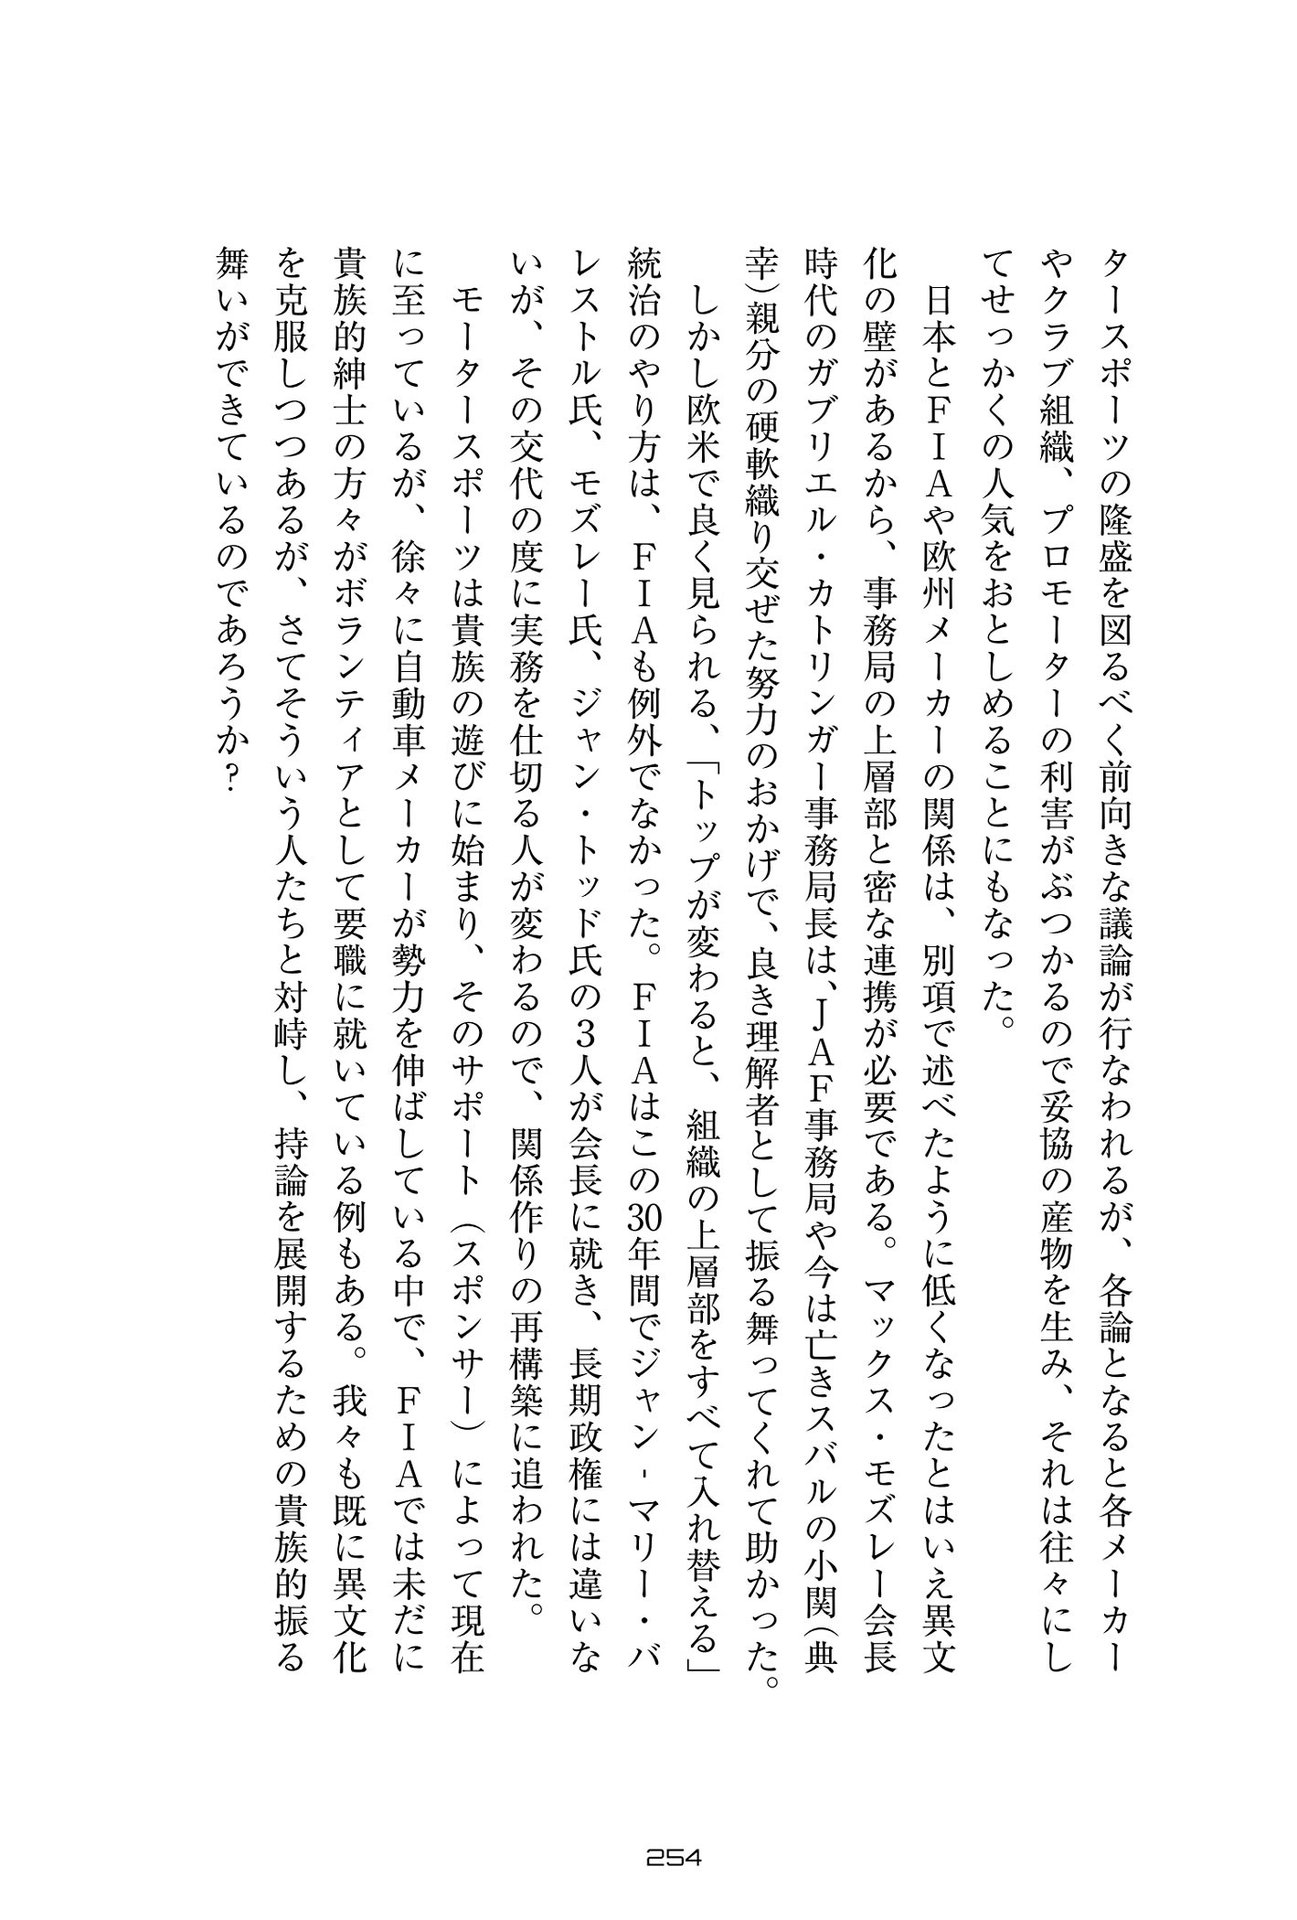 タースポーツの隆盛を図るべく前向きな議論が行なわれるが、各論となると各メーカー
やクラブ組織、プロモーターの利害がぶつかるので妥協の産物を生み、それは往々にし
てせっかくの人気をおとしめることにもなった。
　日本とＦＩＡや欧州メーカーの関係は、別項で述べたように低くなったとはいえ異文
化の壁があるから、事務局の上層部と密な連携が必要である。マックス・モズレー会長
時代のガブリエル・カトリンガー事務局長は、ＪＡＦ事務局や今は亡きスバルの小関（典
幸）親分の硬軟織り交ぜた努力のおかげで、良き理解者として振る舞ってくれて助かった。
　しかし欧米で良く見られる、「トップが変わると、組織の上層部をすべて入れ替える」
統治のやり方は、ＦＩＡも例外でなかった。ＦＩＡはこの30年間でジャン-マリー・バ
レストル氏、モズレー氏、ジャン・トッド氏の３人が会長に就き、長期政権には違いな
いが、その交代の度に実務を仕切る人が変わるので、関係作りの再構築に追われた。
　モータースポーツは貴族の遊びに始まり、そのサポート（スポンサー）によって現在
に至っているが、徐々に自動車メーカーが勢力を伸ばしている中で、ＦＩＡでは未だに
貴族的紳士の方々がボランティアとして要職に就いている例もある。我々も既に異文化
を克服しつつあるが、さてそういう人たちと対峙し、持論を展開するための貴族的振る
舞いができているのであろうか？
254